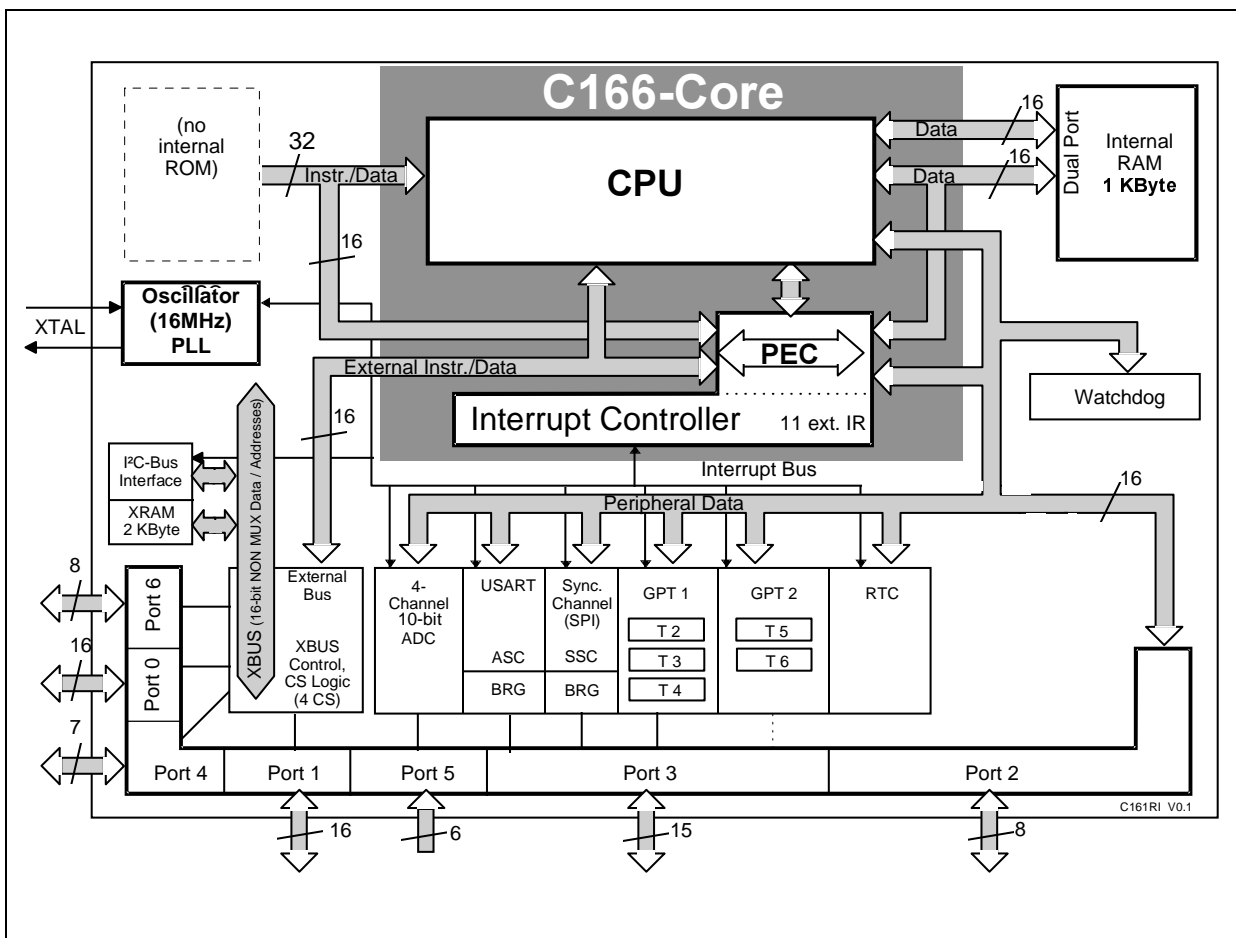 C166-Core
(no
internal
ROM)
32
Instr./Data
CPU
Data
16
Data
16
Dual Port
Internal
RAM
1 KByte
16
XTAL
Oscillator
(16MHz)
PLL
External Instr./Data
PEC
Interrupt Controller
11 ext. IR
Watchdog
16
XBUS (16-bit NON MUX Data / Addresses)
I²C-Bus
Interface
XRAM
2 KByte
Interrupt Bus
Peripheral Data
16
8
16
7
Port 6
Port 0
External
Bus
XBUS
Control,
CS Logic
(4 CS)
4-
Channel
10-bit
ADC
USART
ASC
BRG
Sync.
Channel
(SPI)
SSC
BRG
GPT 1
T 2
T 3
T 4
GPT 2
T 5
T 6
RTC
Port 4
Port 1
Port 5
Port 3
Port 2
C161RI V0.1
16
6
15
8